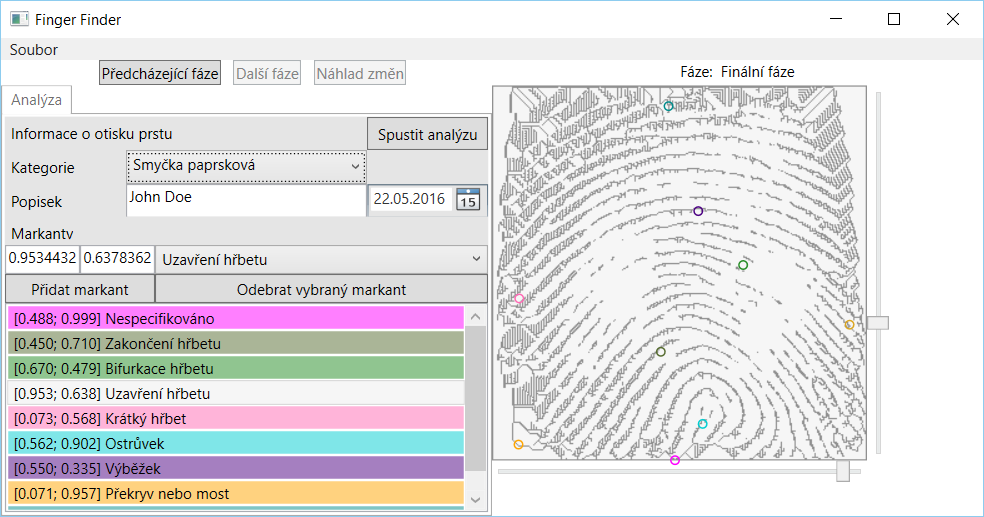 Finger Finder
Soubor
Předcházející fáze Další fáze Náhlad změn
Fáze: Finální fáze
Analýza
Informace o otisku prstu Spustit analýzu
Kategorie Smyčka paprsková
Popisek John Doe 22.05.2016 15
Markanty
0.9534432 0.6378362 Uzavření hřbetu
Přidat markant Odebrat vybraný markant
[0.488; 0.999] Nespecifikováno
[0.450; 0.710] Zakončení hřbetu
[0.670; 0.479] Bifurkace hřbetu
[0.953; 0.638] Uzavření hřbetu
[0.073; 0.568] Krátký hřbet
[0.562; 0.902] Ostrůvek
[0.550; 0.335] Výběžek
[0.071; 0.957] Překryv nebo most